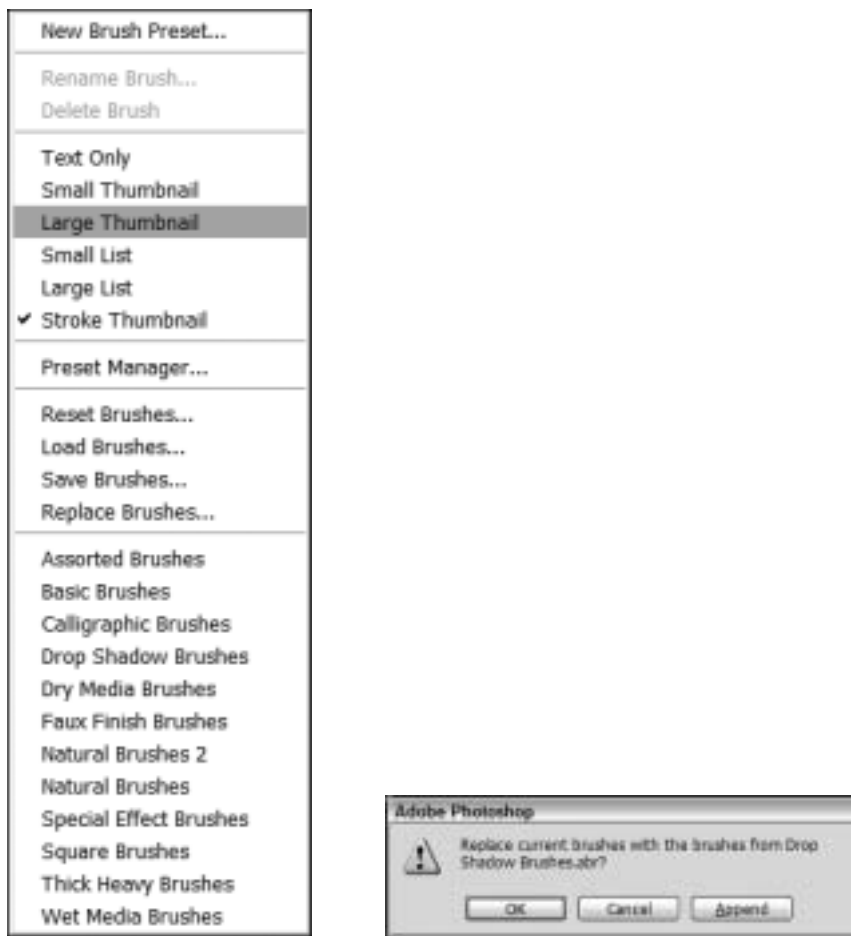 New Brush Preset...
Rename Brush...
Delete Brush
Text Only
Small Thumbnail
Large Thumbnail
Small List
Large List
Stroke Thumbnail
Preset Manager...
Reset Brushes...
Load Brushes...
Save Brushes...
Replace Brushes...
Assorted Brushes
Basic Brushes
Calligraphic Brushes
Drop Shadow Brushes
Dry Media Brushes
Faux Finish Brushes
Natural Brushes 2
Natural Brushes
Special Effect Brushes
Square Brushes
Thick Heavy Brushes
Wet Media Brushes
Adobe Photoshop
Replace current brushes with the brushes from Drop
Shadow Brushes.abr?
OK Cancel Append